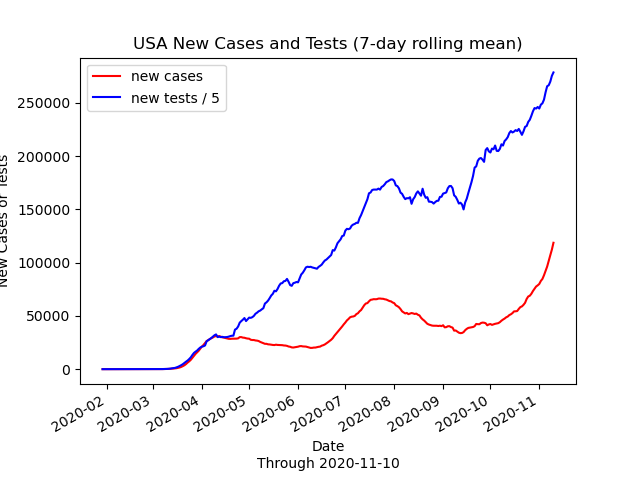 USA New Cases and Tests (7-day rolling mean)
new cases
new tests / 5
New Cases or Tests
250000
200000
150000
100000
50000
0
2020-02
2020-03
2020-04
2020-05
2020-06
2020-07
2020-08
2020-09
2020-10
2020-11
Date
Through 2020-11-10